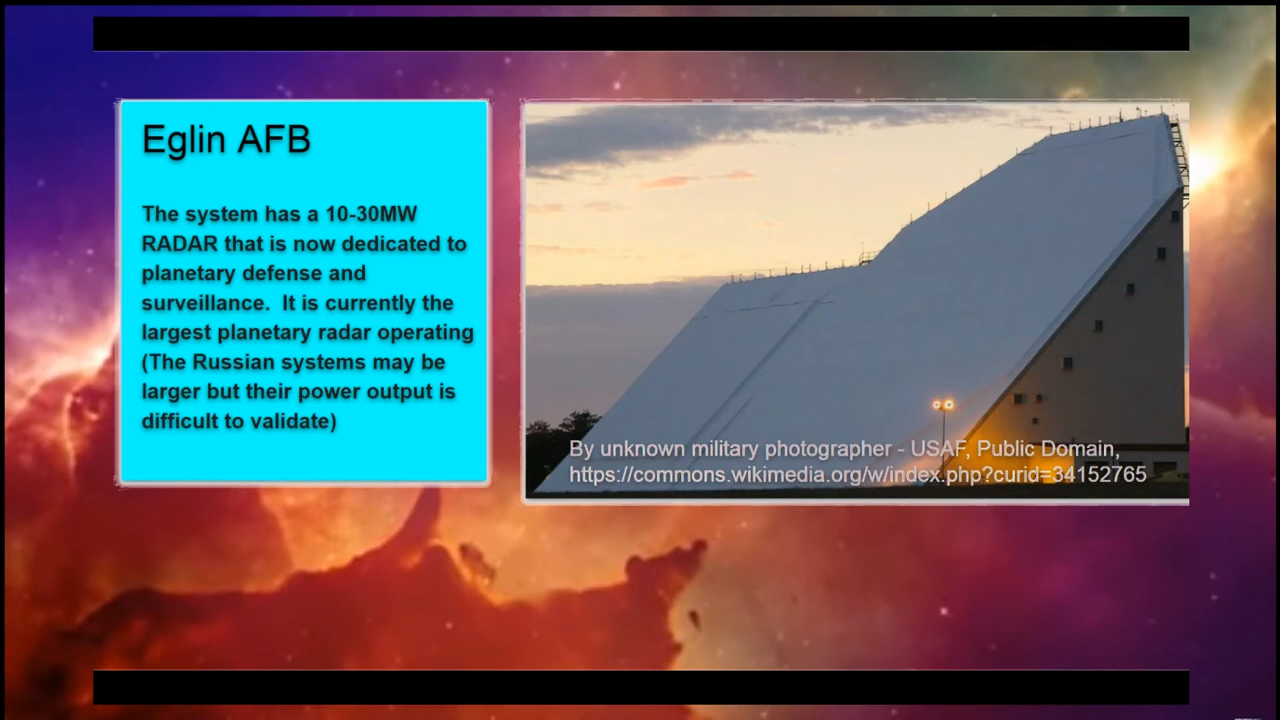 Eglin AFB
The system has a 10-30MW
RADAR that is now dedicated to
planetary defense and
surveillance.  It is currently the
largest planetary radar operating
(The Russian systems may be
larger but their power output is
difficult to validate)
By unknown military photographer - USAF, Public Domain,
https://commons.wikimedia.org/w/index.php?curid=34152765